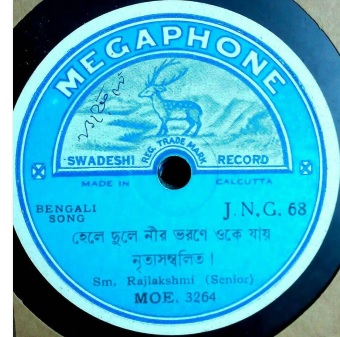 MEGAPHONE
SWADESHI REG. TRADE MARK RECORD
MADE IN CALCUTTA
BENGALI SONG
J.N.G. 68
হেলে দুলে নীর ভরণে ওকে যায়
নৃত্যসম্বলিত।
Sm. Rajlakshmi (Senior)
MOE. 3264